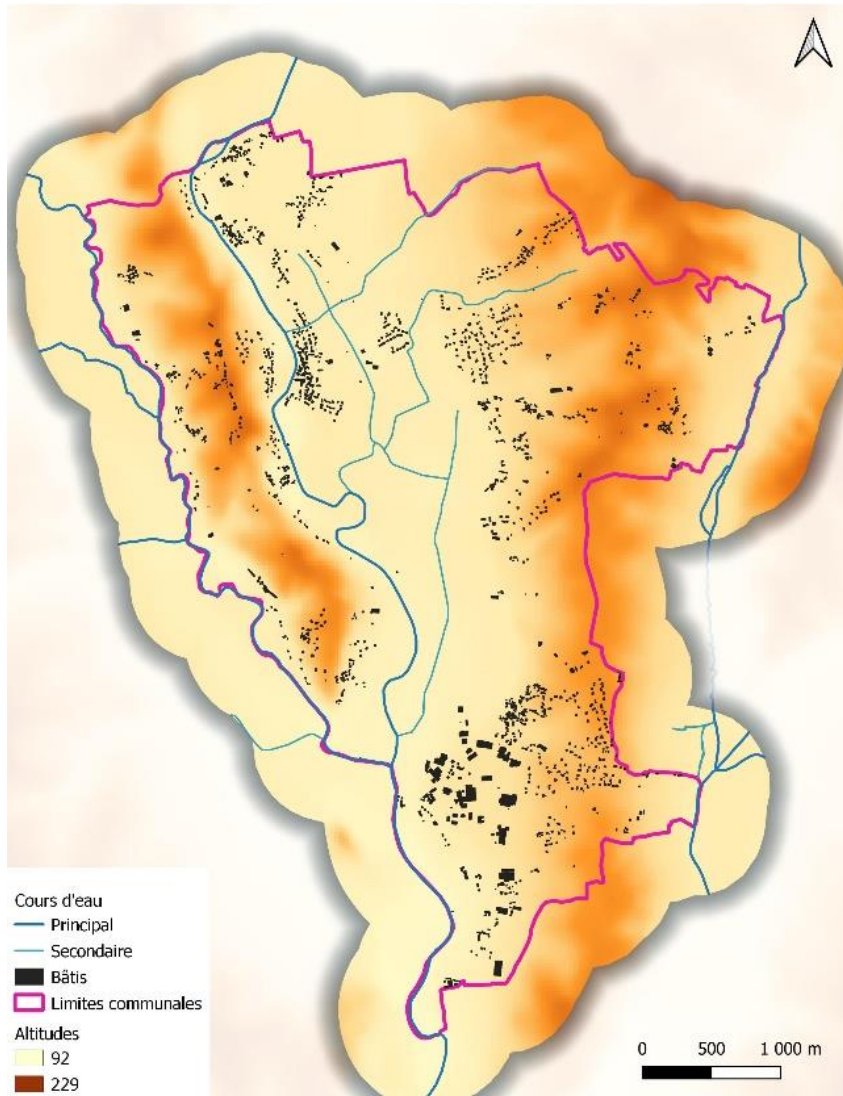 Cours d'eau
Principal
Secondaire
Bâtis
Limites communales
Altitudes
92
229
0 500 1 000 m